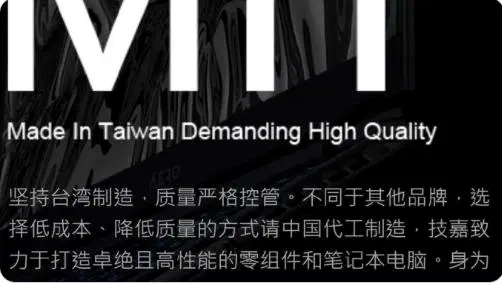 MIT
Made In Taiwan Demanding High Quality
坚持台湾制造，质量严格控管。不同于其他品牌，选
择低成本、降低质量的方式请中国代工制造，技嘉致
力于打造卓绝且高性能的零组件和笔记本电脑。身为